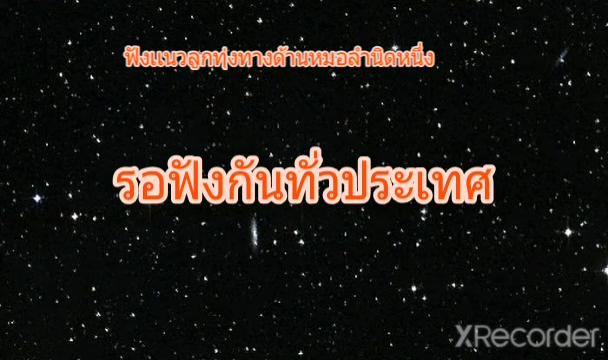 ฟังแนวลูกทุ่งทางด้านหมอลำนิดหนึ่ง
รอฟังกันทั่วประเทศ
XRecorder